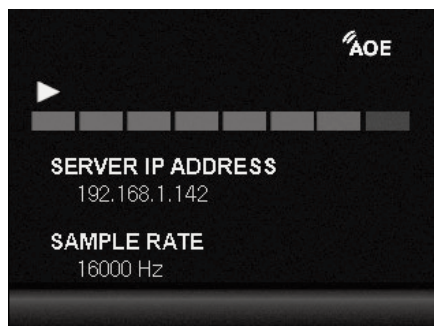 AOE
SERVER IP ADDRESS
192.168.1.142
SAMPLE RATE
16000 Hz